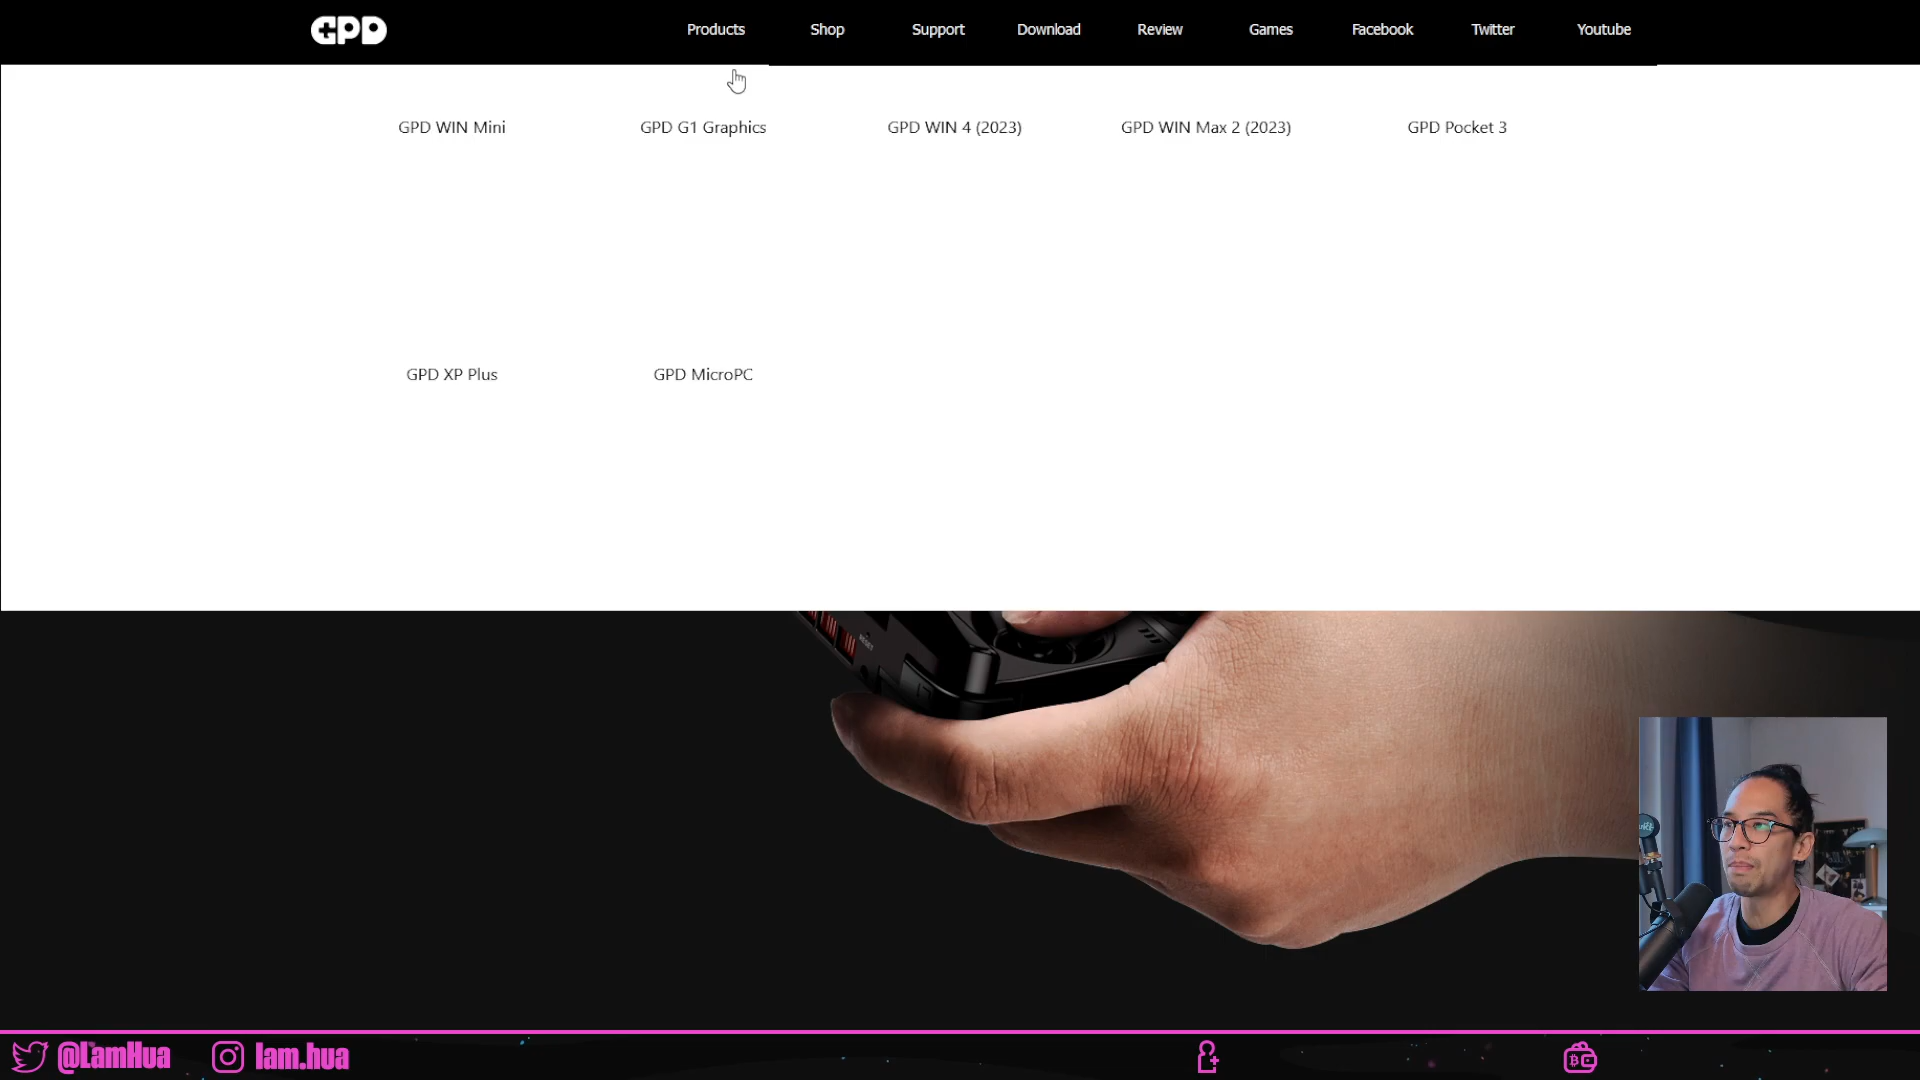 GPD
Products Shop Support Download Review Games Facebook Twitter Youtube
GPD WIN Mini GPD G1 Graphics GPD WIN 4 (2023) GPD WIN Max 2 (2023) GPD Pocket 3
GPD XP Plus GPD MicroPC
RESET
@LamHua lam.hua